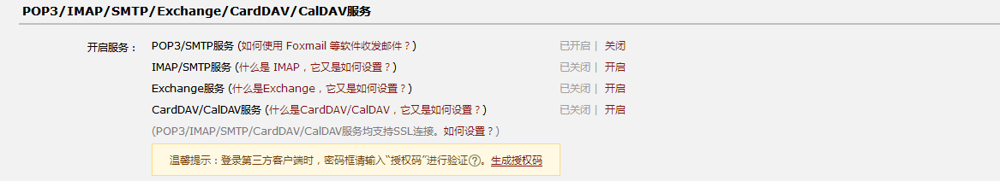 POP3/IMAP/SMTP/Exchange/CardDAV/CalDAV服务
开启服务： POP3/SMTP服务 (如何使用 Foxmail 等软件收发邮件？) 已开启 | 关闭
IMAP/SMTP服务 (什么是 IMAP，它又是如何设置？) 已关闭 | 开启
Exchange服务 (什么是Exchange，它又是如何设置？) 已关闭 | 开启
CardDAV/CalDAV服务 (什么是CardDAV/CalDAV，它又是如何设置？) 已关闭 | 开启
(POP3/IMAP/SMTP/CardDAV/CalDAV服务均支持SSL连接。如何设置？)
温馨提示：登录第三方客户端时，密码框请输入“授权码”进行验证?。生成授权码